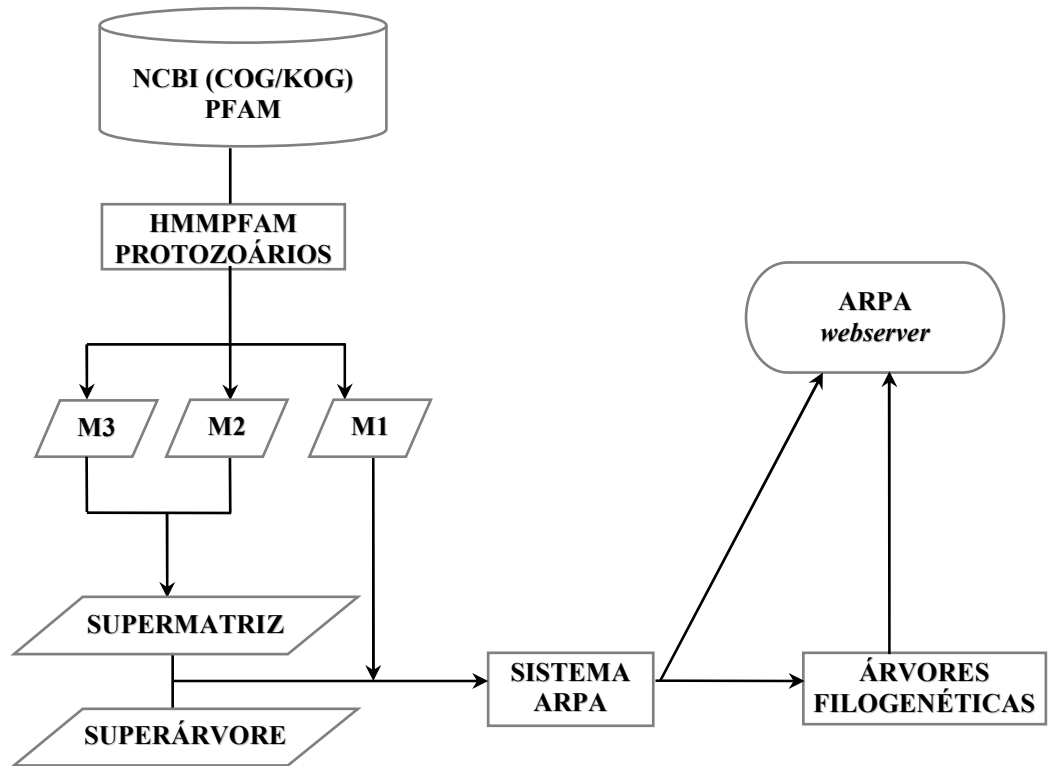 NCBI (COG/KOG)
PFAM
HMMPFAM
PROTOZOÁRIOS
ARPA
webserver
M3
M2
M1
SUPERMATRIZ
SISTEMA
ARPA
ÁRVORES
FILOGENÉTICAS
SUPERÁRVORE